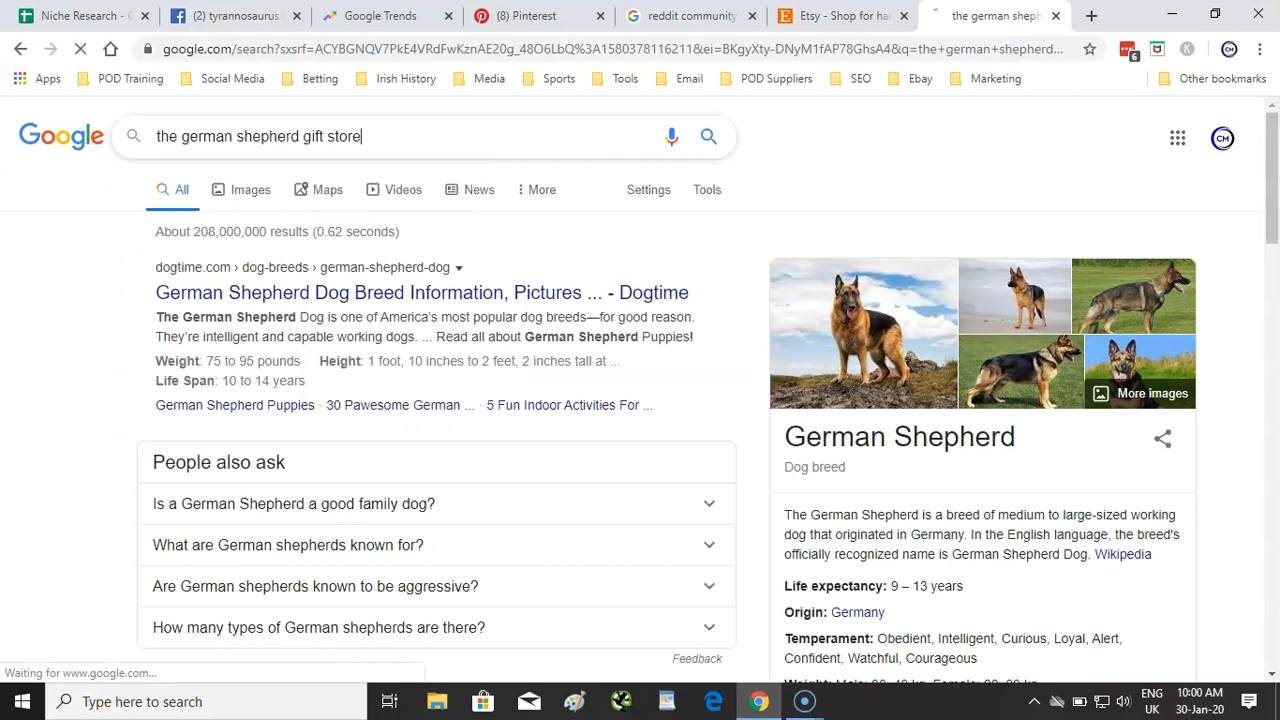 Niche Research - C
(2) tyrannosaurus
Google Trends
(8) Pinterest
reddit community
Etsy - Shop for han
the german sheph
google.com/search?sxsrf=ACYBGNQV7PkE4VRdFwKznAE20g_48O6LbQ%3A1580378116211&ei=BKgyXty-DNyM1fAP78GhsA4&q=the+german+shepherd...
6
CM
Apps
POD Training
Social Media
Betting
Irish History
Media
Sports
Tools
Email
POD Suppliers
SEO
Ebay
Marketing
Other bookmarks
Google
the german shepherd gift store
CM
All
Images
Maps
Videos
News
More
Settings
Tools
About 208,000,000 results (0.62 seconds)
dogtime.com › dog-breeds › german-shepherd-dog
German Shepherd Dog Breed Information, Pictures ... - Dogtime
The German Shepherd Dog is one of America's most popular dog breeds—for good reason.
They're intelligent and capable working dogs. ... Read all about German Shepherd Puppies!
Weight: 75 to 95 pounds Height: 1 foot, 10 inches to 2 feet, 2 inches tall at ...
Life Span: 10 to 14 years
German Shepherd Puppies · 30 Pawesome German ... · 5 Fun Indoor Activities For ...
People also ask
Is a German Shepherd a good family dog?
What are German shepherds known for?
Are German shepherds known to be aggressive?
How many types of German shepherds are there?
Feedback
More images
German Shepherd
Dog breed
The German Shepherd is a breed of medium to large-sized working
dog that originated in Germany. In the English language, the breed's
officially recognized name is German Shepherd Dog. Wikipedia
Life expectancy: 9 – 13 years
Origin: Germany
Temperament: Obedient, Intelligent, Curious, Loyal, Alert,
Confident, Watchful, Courageous
Waiting for www.google.com...
Type here to search
ENG
UK
10:00 AM
30-Jan-20